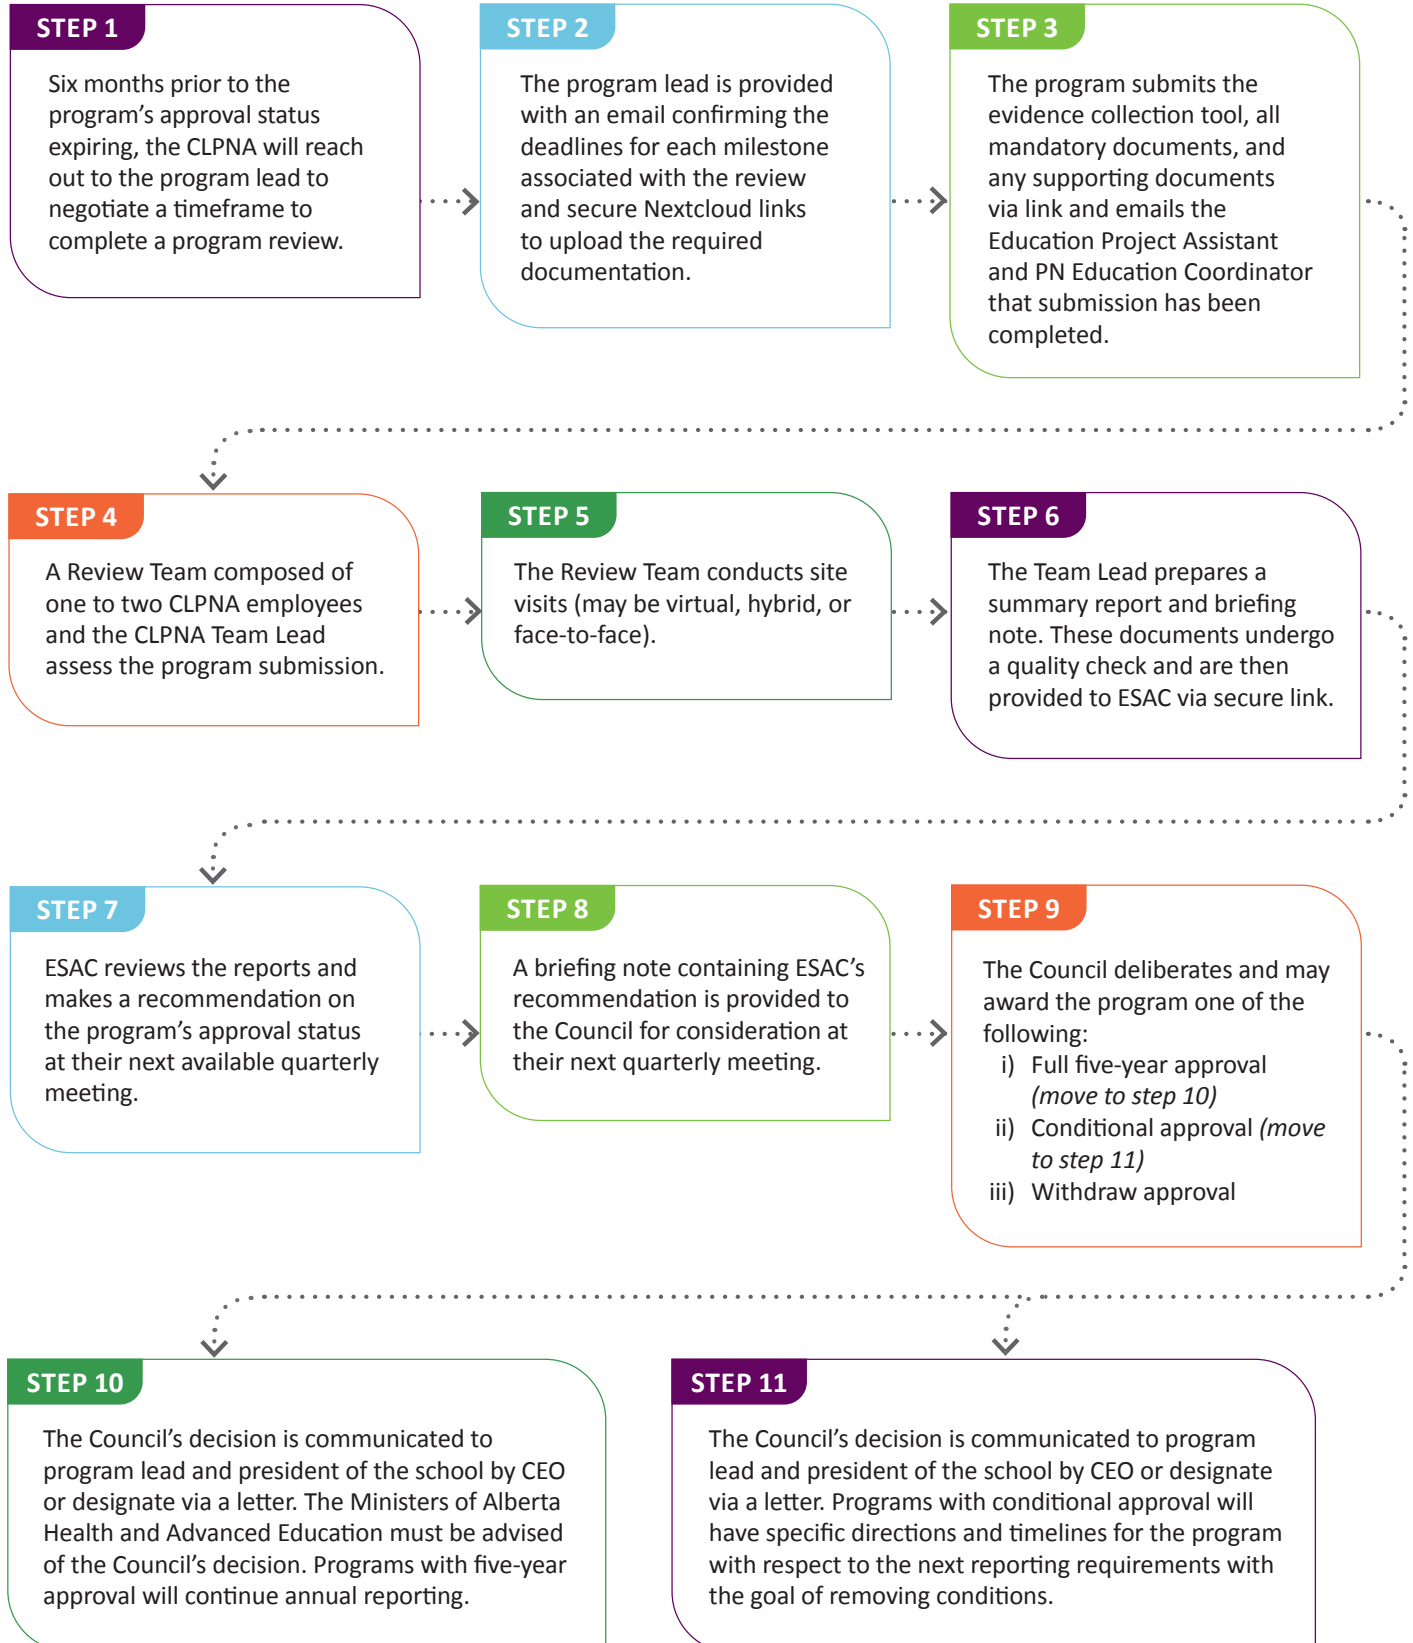 STEP 1
Six months prior to the
program’s approval status
expiring, the CLPNA will reach
out to the program lead to
negotiate a timeframe to
complete a program review.
STEP 2
The program lead is provided
with an email confirming the
deadlines for each milestone
associated with the review
and secure Nextcloud links
to upload the required
documentation.
STEP 3
The program submits the
evidence collection tool, all
mandatory documents, and
any supporting documents
via link and emails the
Education Project Assistant
and PN Education Coordinator
that submission has been
completed.
STEP 4
A Review Team composed of
one to two CLPNA employees
and the CLPNA Team Lead
assess the program submission.
STEP 5
The Review Team conducts site
visits (may be virtual, hybrid, or
face-to-face).
STEP 6
The Team Lead prepares a
summary report and briefing
note. These documents undergo
a quality check and are then
provided to ESAC via secure link.
STEP 7
ESAC reviews the reports and
makes a recommendation on
the program’s approval status
at their next available quarterly
meeting.
STEP 8
A briefing note containing ESAC’s
recommendation is provided to
the Council for consideration at
their next quarterly meeting.
STEP 9
The Council deliberates and may
award the program one of the
following:
i) Full five-year approval
(move to step 10)
ii) Conditional approval (move
to step 11)
iii) Withdraw approval
STEP 10
The Council’s decision is communicated to
program lead and president of the school by CEO
or designate via a letter. The Ministers of Alberta
Health and Advanced Education must be advised
of the Council’s decision. Programs with five-year
approval will continue annual reporting.
STEP 11
The Council’s decision is communicated to program
lead and president of the school by CEO or designate
via a letter. Programs with conditional approval will
have specific directions and timelines for the program
with respect to the next reporting requirements with
the goal of removing conditions.